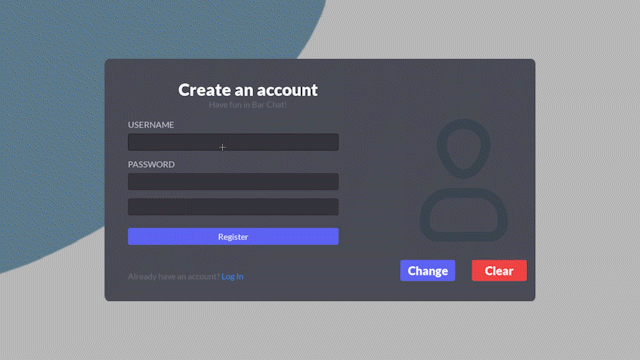 Create an account
Have fun in Bar Chat!
USERNAME
PASSWORD
Register
Already have an account? Log In
Change
Clear